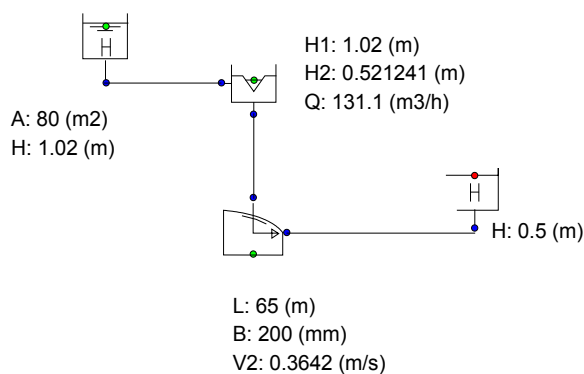 H
H1: 1.02 (m)
H2: 0.521241 (m)
Q: 131.1 (m3/h)
A: 80 (m2)
H: 1.02 (m)
H
H: 0.5 (m)
L: 65 (m)
B: 200 (mm)
V2: 0.3642 (m/s)